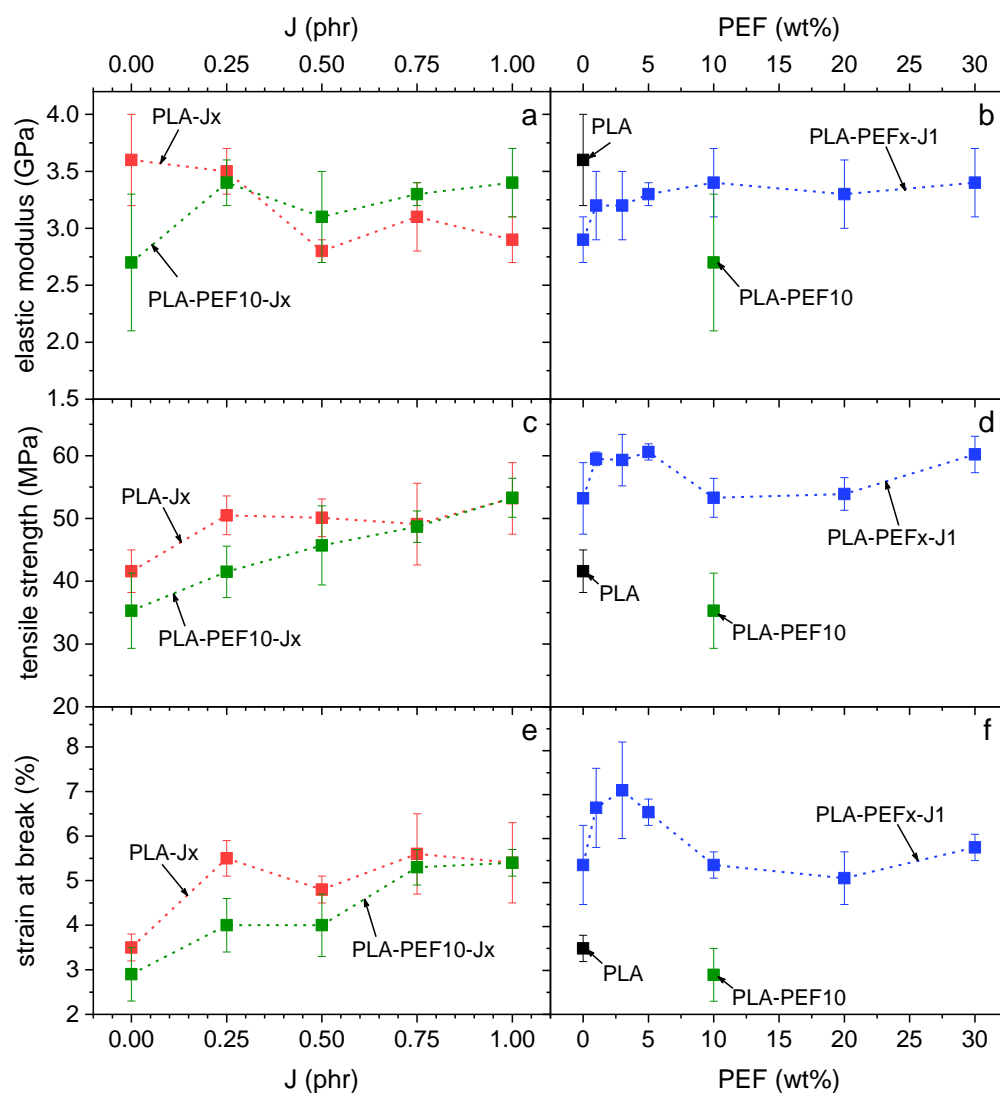 J (phr)
PEF (wt%)
0.00 0.25 0.50 0.75 1.00
0 5 10 15 20 25 30
elastic modulus (GPa)
4.0
3.5
3.0
2.5
2.0
1.5
PLA-Jx
PLA-PEF10-Jx
a
PLA
PLA-PEFx-J1
PLA-PEF10
b
tensile strength (MPa)
60
50
40
30
20
PLA-Jx
PLA-PEF10-Jx
c
PLA-PEFx-J1
PLA
PLA-PEF10
d
strain at break (%)
8
7
6
5
4
3
2
PLA-Jx
PLA-PEF10-Jx
e
PLA-PEFx-J1
PLA
PLA-PEF10
f
0.00 0.25 0.50 0.75 1.00
0 5 10 15 20 25 30
J (phr)
PEF (wt%)